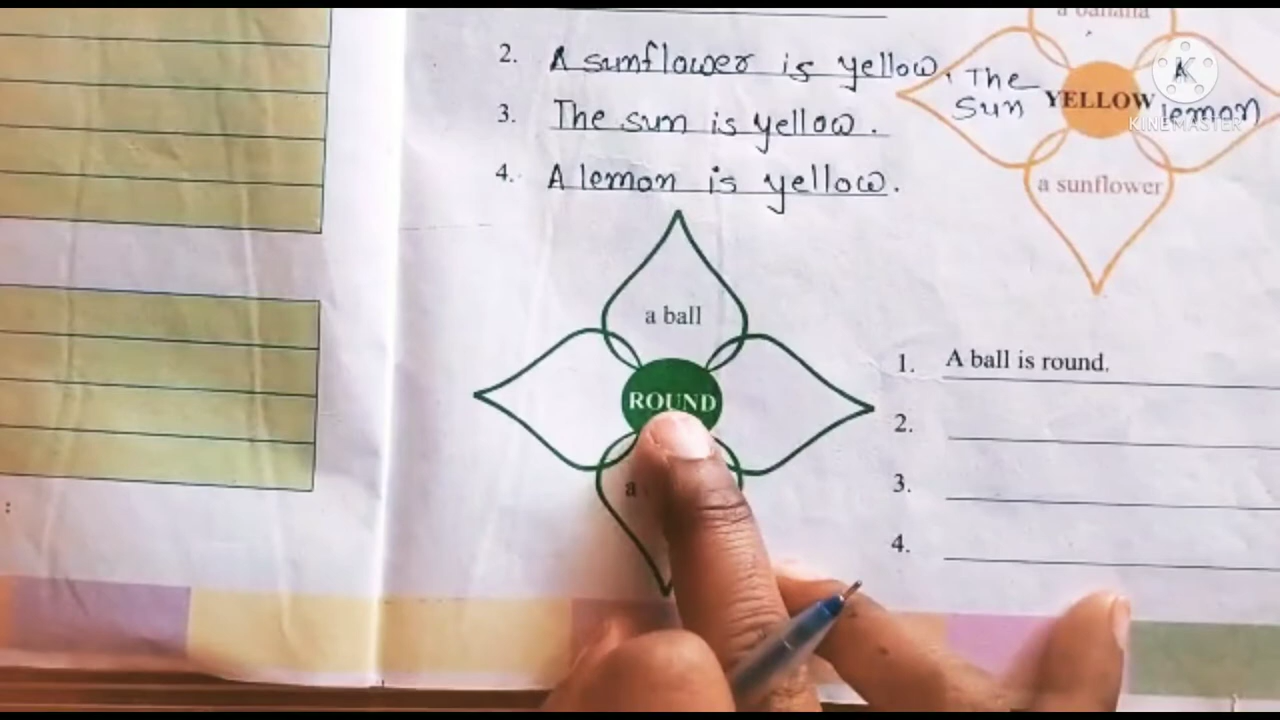 a banana
2. A sunflower is yellow.
3. The sun is yellow.
4. A lemon is yellow.
The
Sun
YELLOW
A
lemon
KINEMASTER
a sunflower
a ball
ROUND
a
1. A ball is round.
2.
3.
4.
: